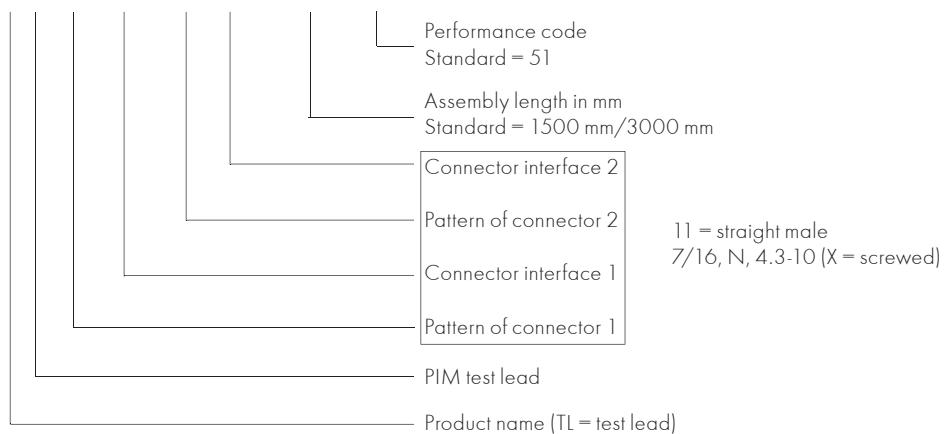 Performance code
Standard = 51
Assembly length in mm
Standard = 1500 mm/3000 mm
Connector interface 2
Pattern of connector 2
11 = straight male
7/16, N, 4.3-10 (X = screwed)
Connector interface 1
Pattern of connector 1
PIM test lead
Product name (TL = test lead)